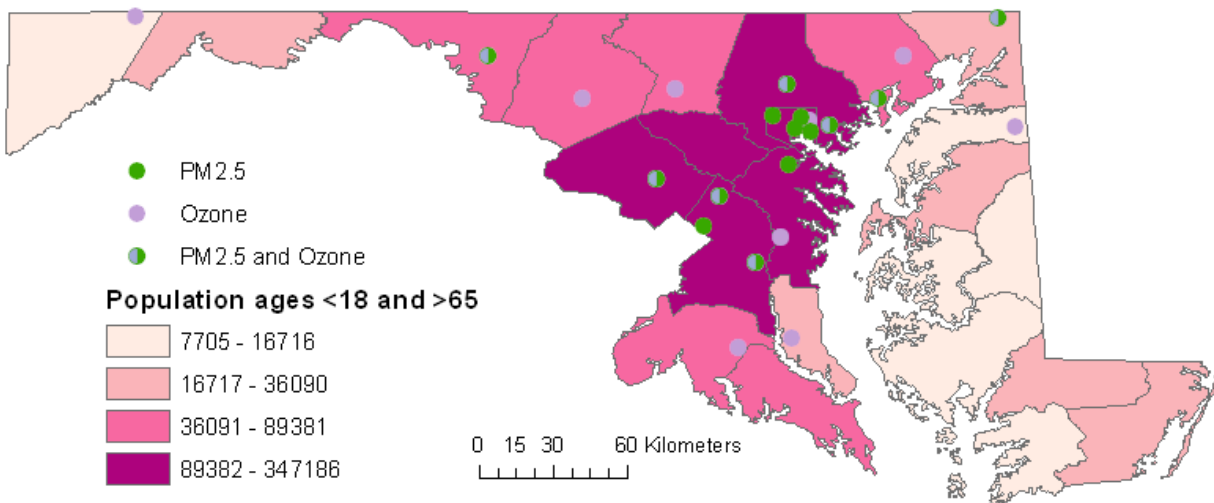 PM2.5
Ozone
PM2.5 and Ozone
Population ages <18 and >65
7705 - 16716
16717 - 36090
36091 - 89381
89382 - 347186
0 15 30 60 Kilometers